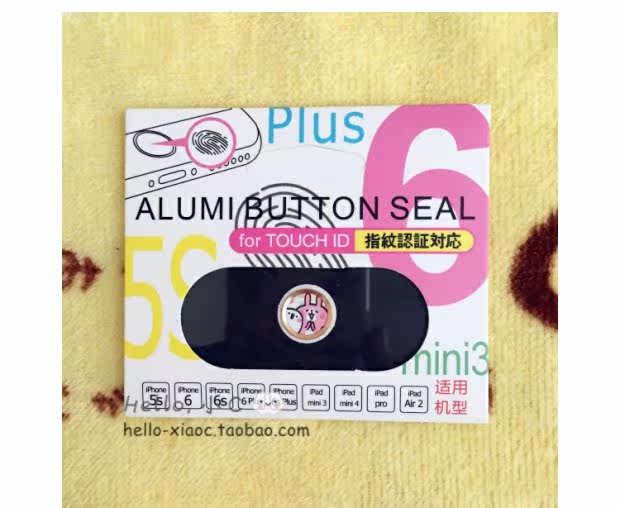 Plus
6
ALUMI BUTTON SEAL
for TOUCH ID 指紋認証対応
5S
mini3
iPhone 5s
iPhone 6
iPhone 6s
iPhone 6 Plus
iPhone Plus
iPad mini 3
iPad mini 4
iPad pro
iPad Air 2
适用
机型
Hello,
hello-xiaoc.taobao.com